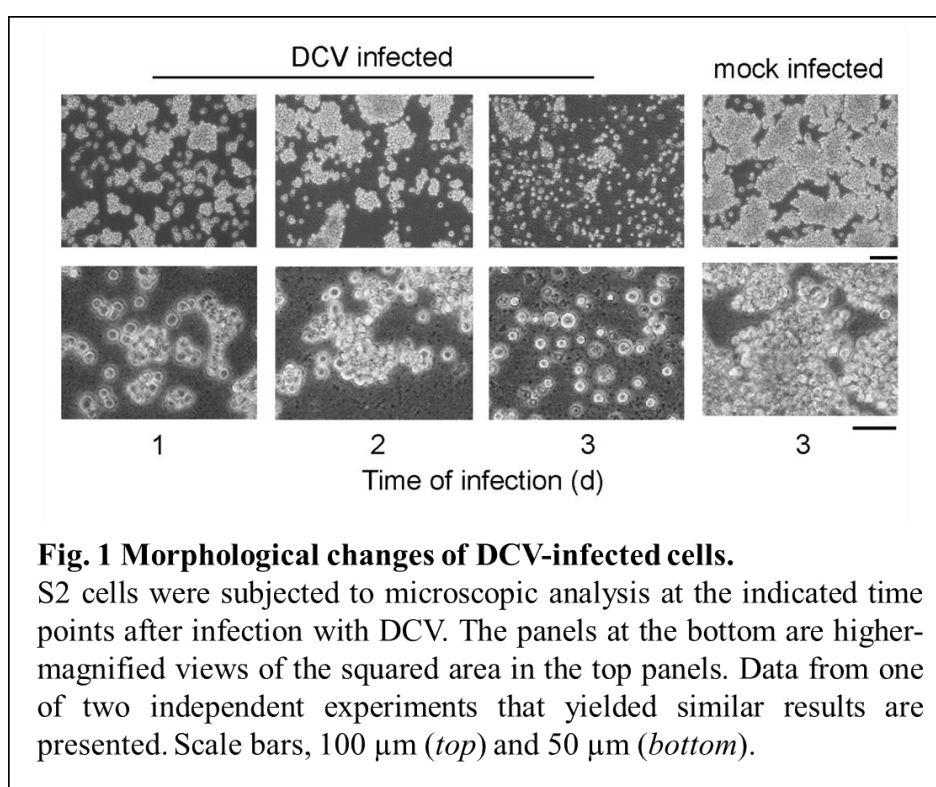 DCV infected
mock infected
1
2
3
3
Time of infection (d)
Fig. 1 Morphological changes of DCV-infected cells.
S2 cells were subjected to microscopic analysis at the indicated time
points after infection with DCV. The panels at the bottom are higher-
magnified views of the squared area in the top panels. Data from one
of two independent experiments that yielded similar results are
presented. Scale bars, 100 µm (top) and 50 µm (bottom).